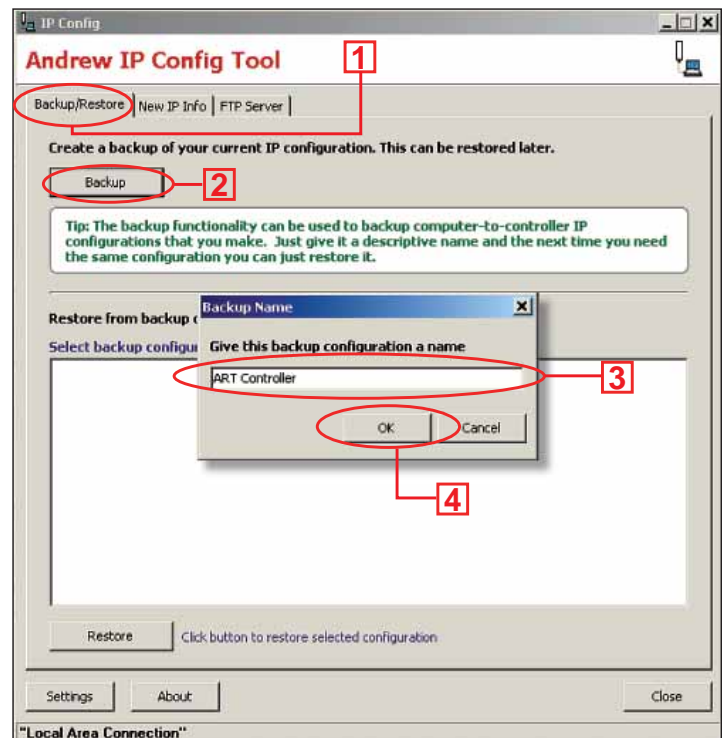 IP Config
Andrew IP Config Tool
1
Backup/Restore New IP Info FTP Server
Create a backup of your current IP configuration. This can be restored later.
Backup
2
Tip: The backup functionality can be used to backup computer-to-controller IP
configurations that you make. Just give it a descriptive name and the next time you need
the same configuration you can just restore it.
Restore from backup
Select backup configur
Backup Name
Give this backup configuration a name
ART Controller
3
OK Cancel
4
Restore Click button to restore selected configuration
Settings About Close
"Local Area Connection"